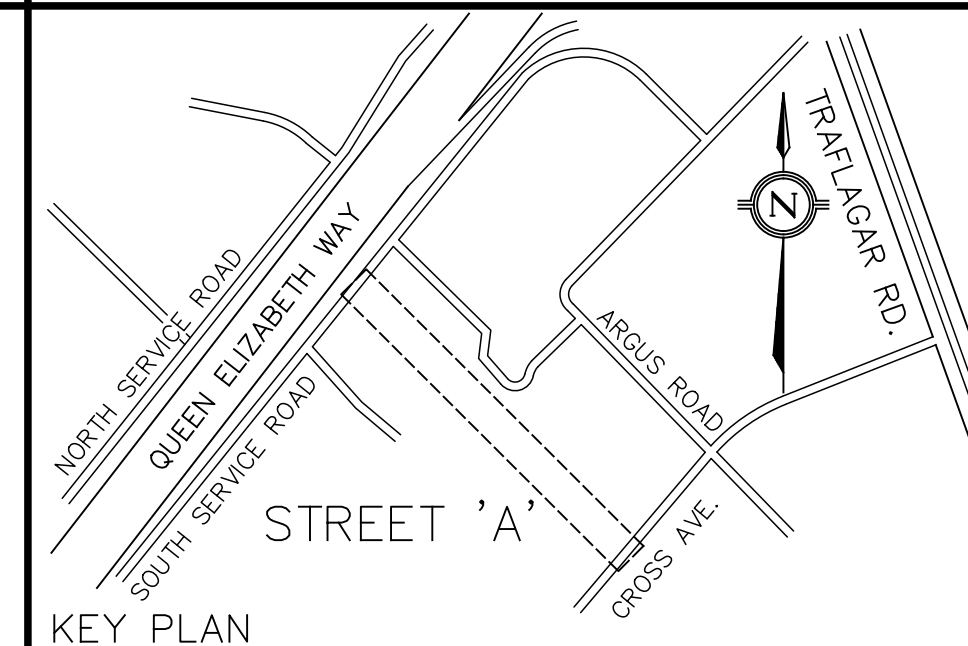 TRAFLAGAR RD.
N
NORTH SERVICE ROAD
QUEEN ELIZABETH WAY
ARGUS ROAD
SOUTH SERVICE ROAD
STREET 'A'
CROSS AVE.
KEY PLAN